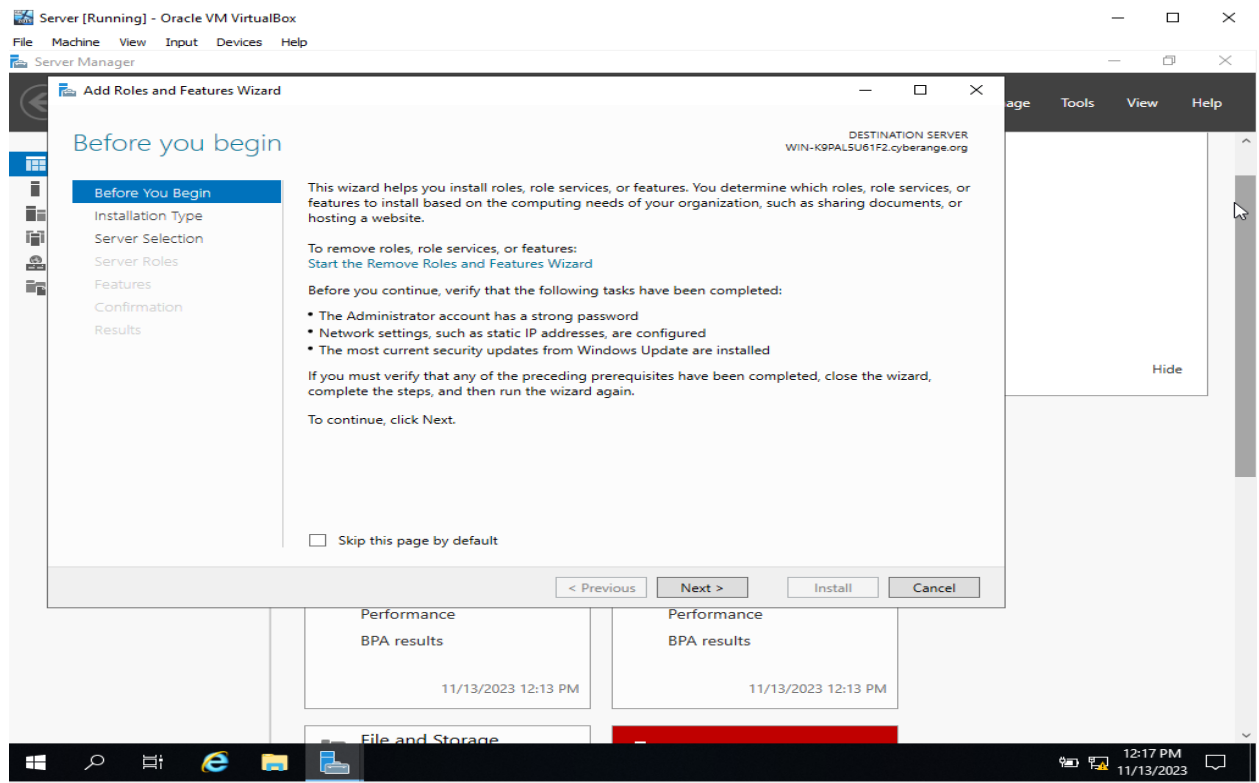 Server [Running] - Oracle VM VirtualBox
File Machine View Input Devices Help
Server Manager
Add Roles and Features Wizard
Tools View Help
Before you begin
DESTINATION SERVER
WIN-K9PAL5U61F2.cyberange.org
Before You Begin
Installation Type
Server Selection
Server Roles
Features
Confirmation
Results
This wizard helps you install roles, role services, or features. You determine which roles, role services, or
features to install based on the computing needs of your organization, such as sharing documents, or
hosting a website.
To remove roles, role services, or features:
Start the Remove Roles and Features Wizard
Before you continue, verify that the following tasks have been completed:
• The Administrator account has a strong password
• Network settings, such as static IP addresses, are configured
• The most current security updates from Windows Update are installed
If you must verify that any of the preceding prerequisites have been completed, close the wizard,
complete the steps, and then run the wizard again.
To continue, click Next.
Hide
Skip this page by default
< Previous Next > Install Cancel
Performance Performance
BPA results BPA results
11/13/2023 12:13 PM 11/13/2023 12:13 PM
File and Storage
12:17 PM
11/13/2023